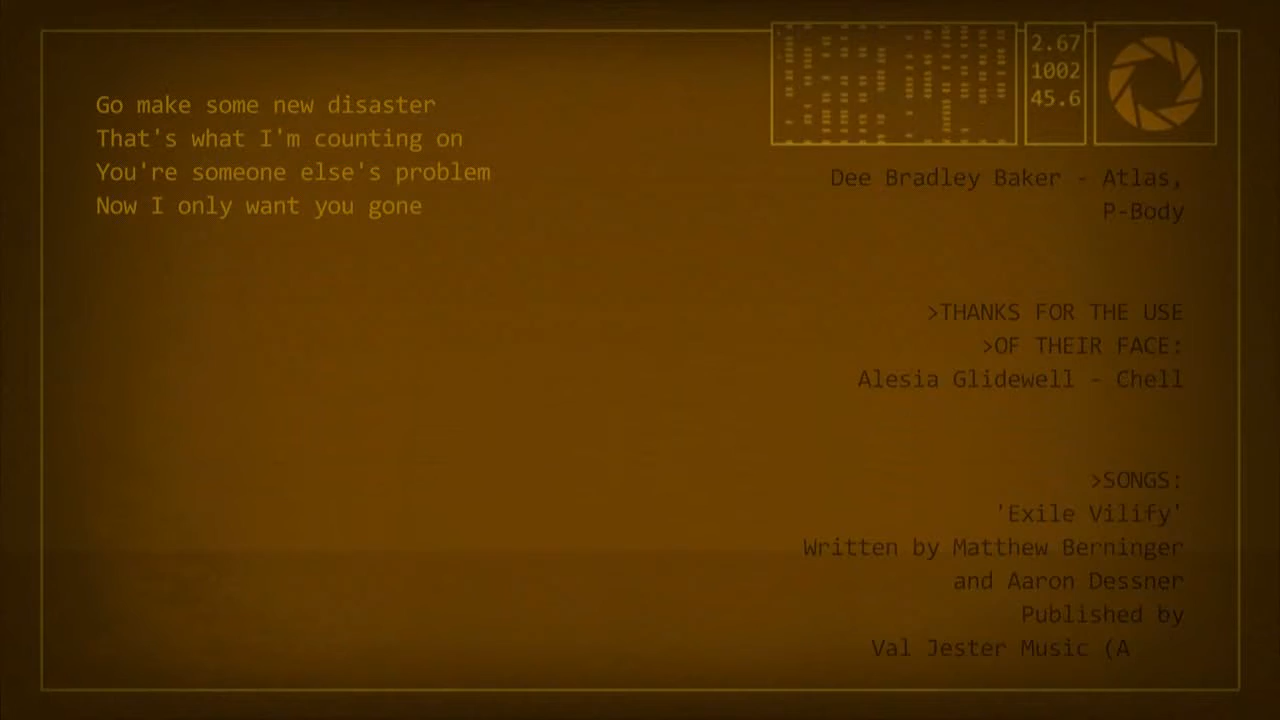 Go make some new disaster
That's what I'm counting on
You're someone else's problem
Now I only want you gone
2.67
1002
45.6
Dee Bradley Baker - Atlas,
P-Body
>THANKS FOR THE USE
>OF THEIR FACE:
Alesia Glidewell - Chell
>SONGS:
'Exile Vilify'
Written by Matthew Berninger
and Aaron Dessner
Published by
Val Jester Music (A